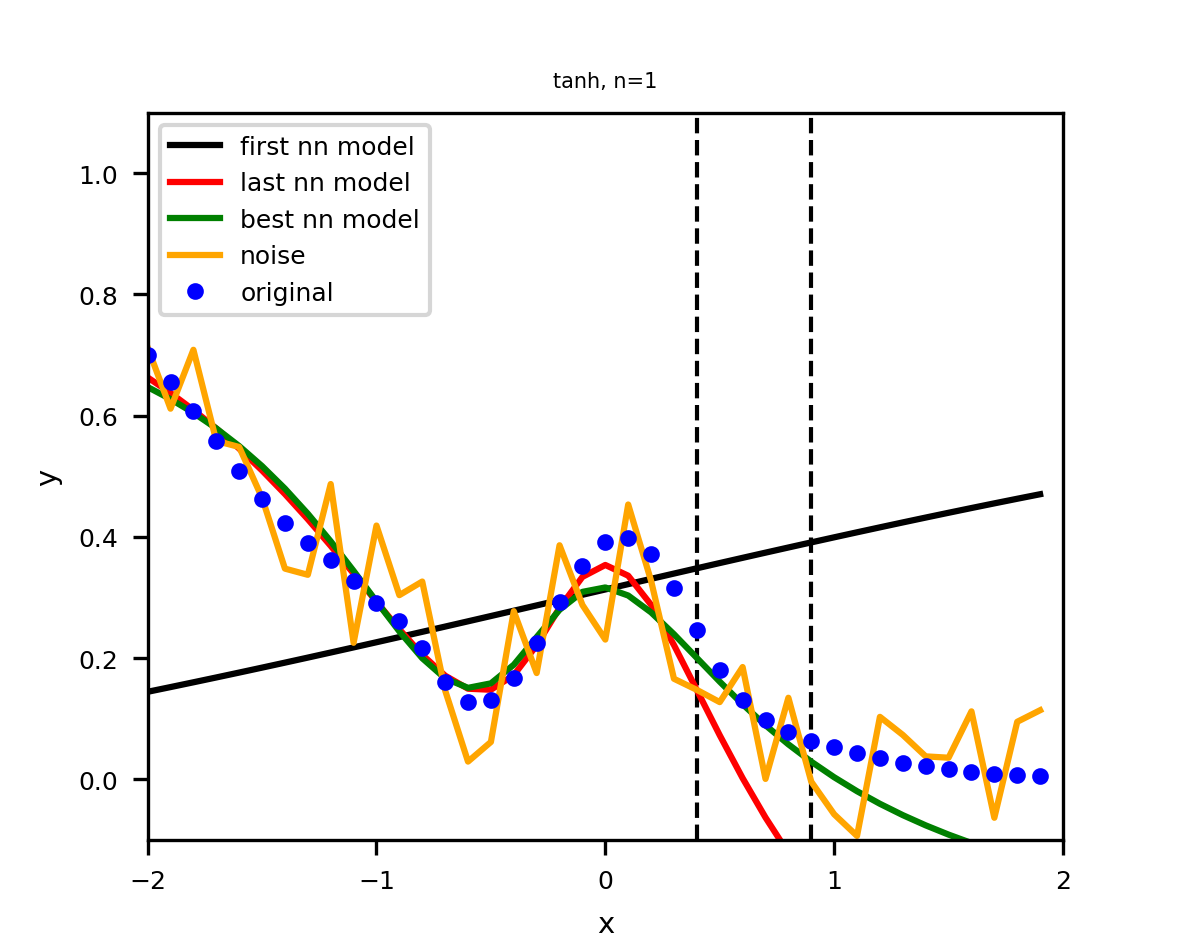 tanh, n=1
first nn model
last nn model
best nn model
noise
original
y
1.0
0.8
0.6
0.4
0.2
0.0
−2
−1
0
1
2
x